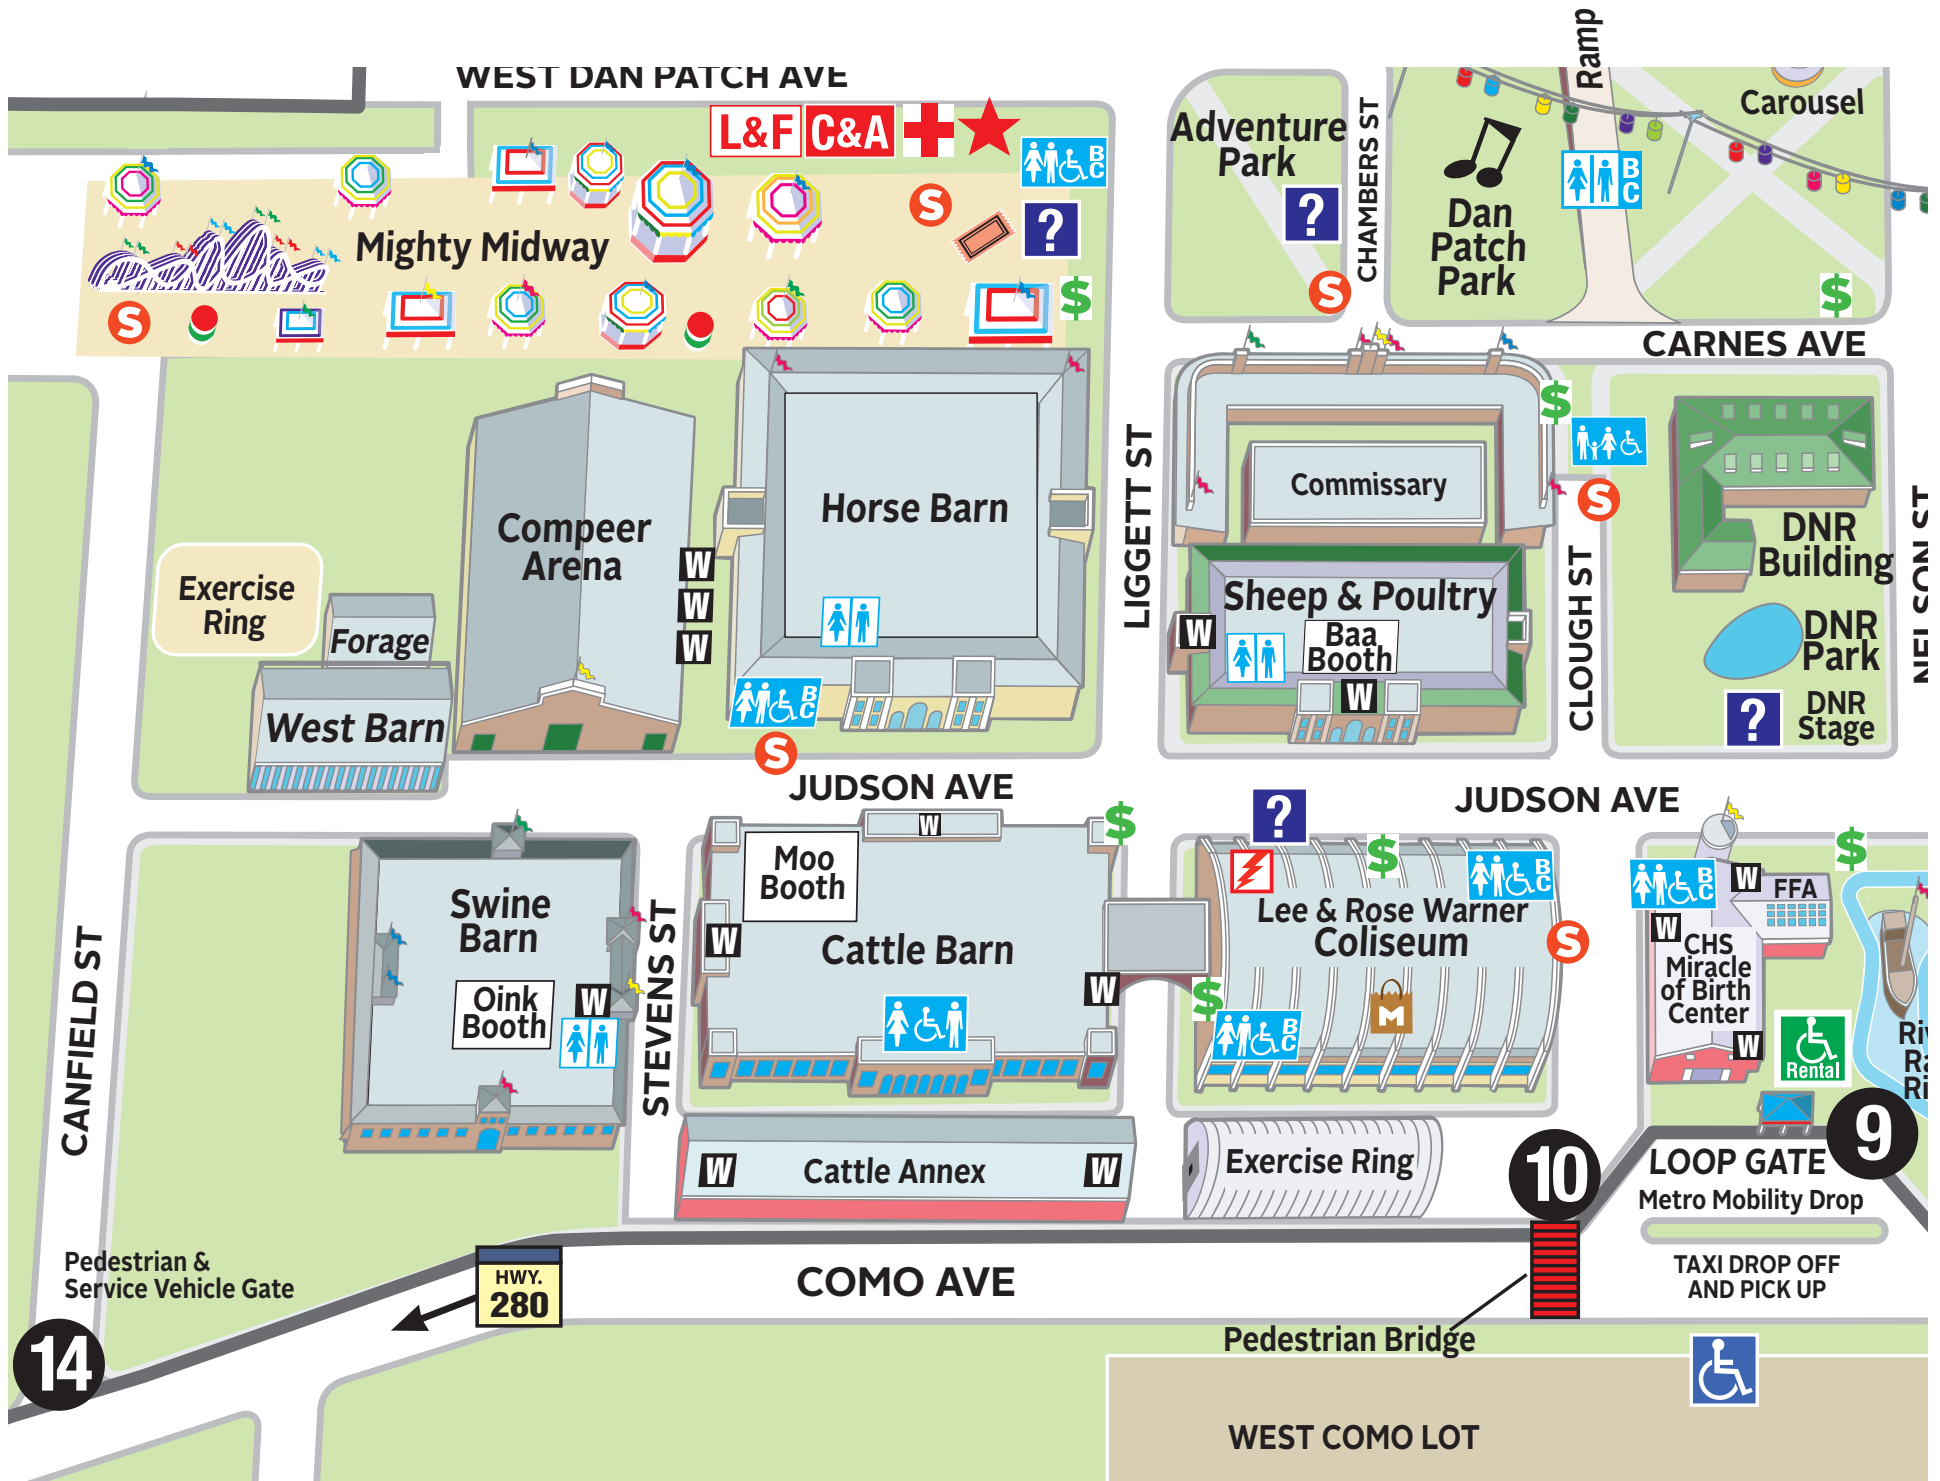 WEST DAN PATCH AVE
L&F
C&A
B
C
?
S
S
$
Mighty Midway
Adventure
Park
?
S
CHAMBERS ST
Ramp
Carousel
B
C
Dan
Patch
Park
$
CARNES AVE
Compeer
Arena
Horse Barn
W
W
W
B
C
S
Exercise
Ring
Forage
West Barn
LIGGETT ST
Commissary
$
S
Sheep & Poultry
Baa
Booth
W
W
CLOUGH ST
DNR
Building
DNR
Park
?
DNR
Stage
NELSON ST
JUDSON AVE
JUDSON AVE
Swine
Barn
Oink
Booth
W
CANFIELD ST
STEVENS ST
Moo
Booth
W
W
Cattle Barn
W
$
?
$
B
C
Lee & Rose Warner
Coliseum
S
M
$
B
C
B
C
W
FFA
$
W
CHS
Miracle
of Birth
Center
W
Rental
Riv
Ra
Ri
W
Cattle Annex
W
Exercise Ring
10
9
LOOP GATE
Metro Mobility Drop
TAXI DROP OFF
AND PICK UP
Pedestrian &
Service Vehicle Gate
HWY.
280
COMO AVE
14
Pedestrian Bridge
WEST COMO LOT